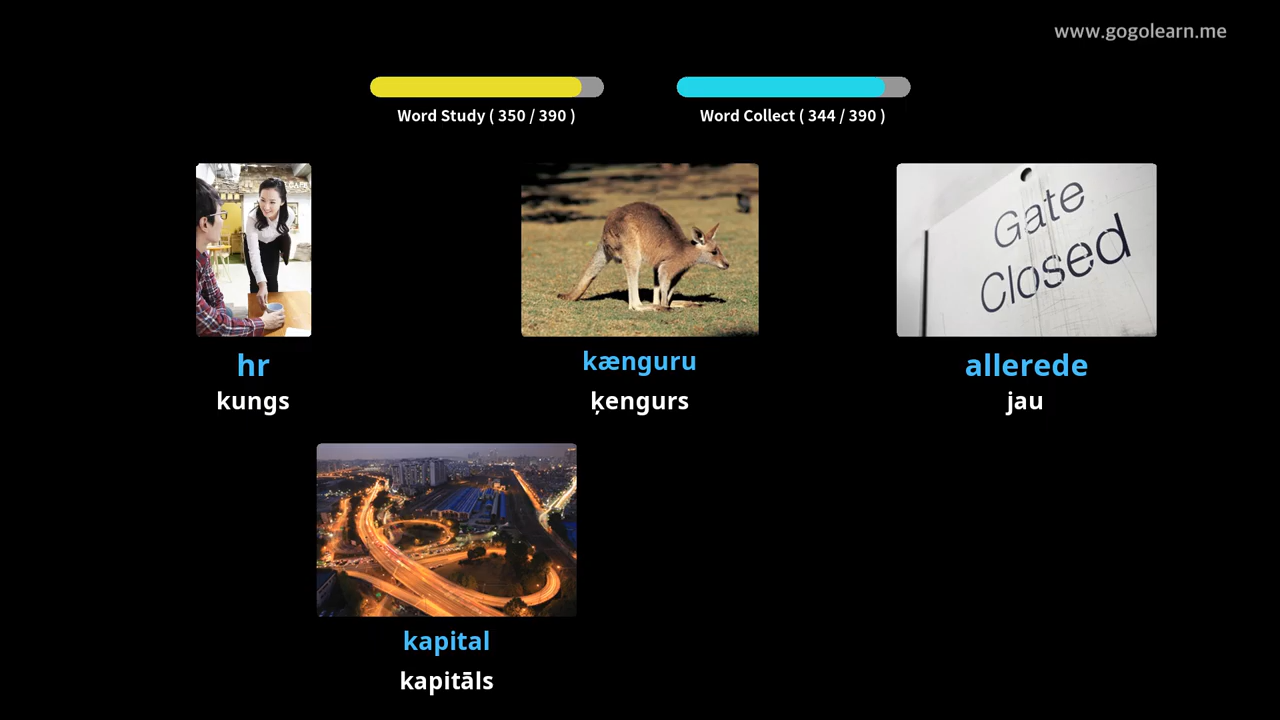 www.gogolearn.me
Word Study ( 350 / 390 )
Word Collect ( 344 / 390 )
Gate
Closed
hr
kungs
kænguru
ķengurs
allerede
jau
kapital
kapitāls